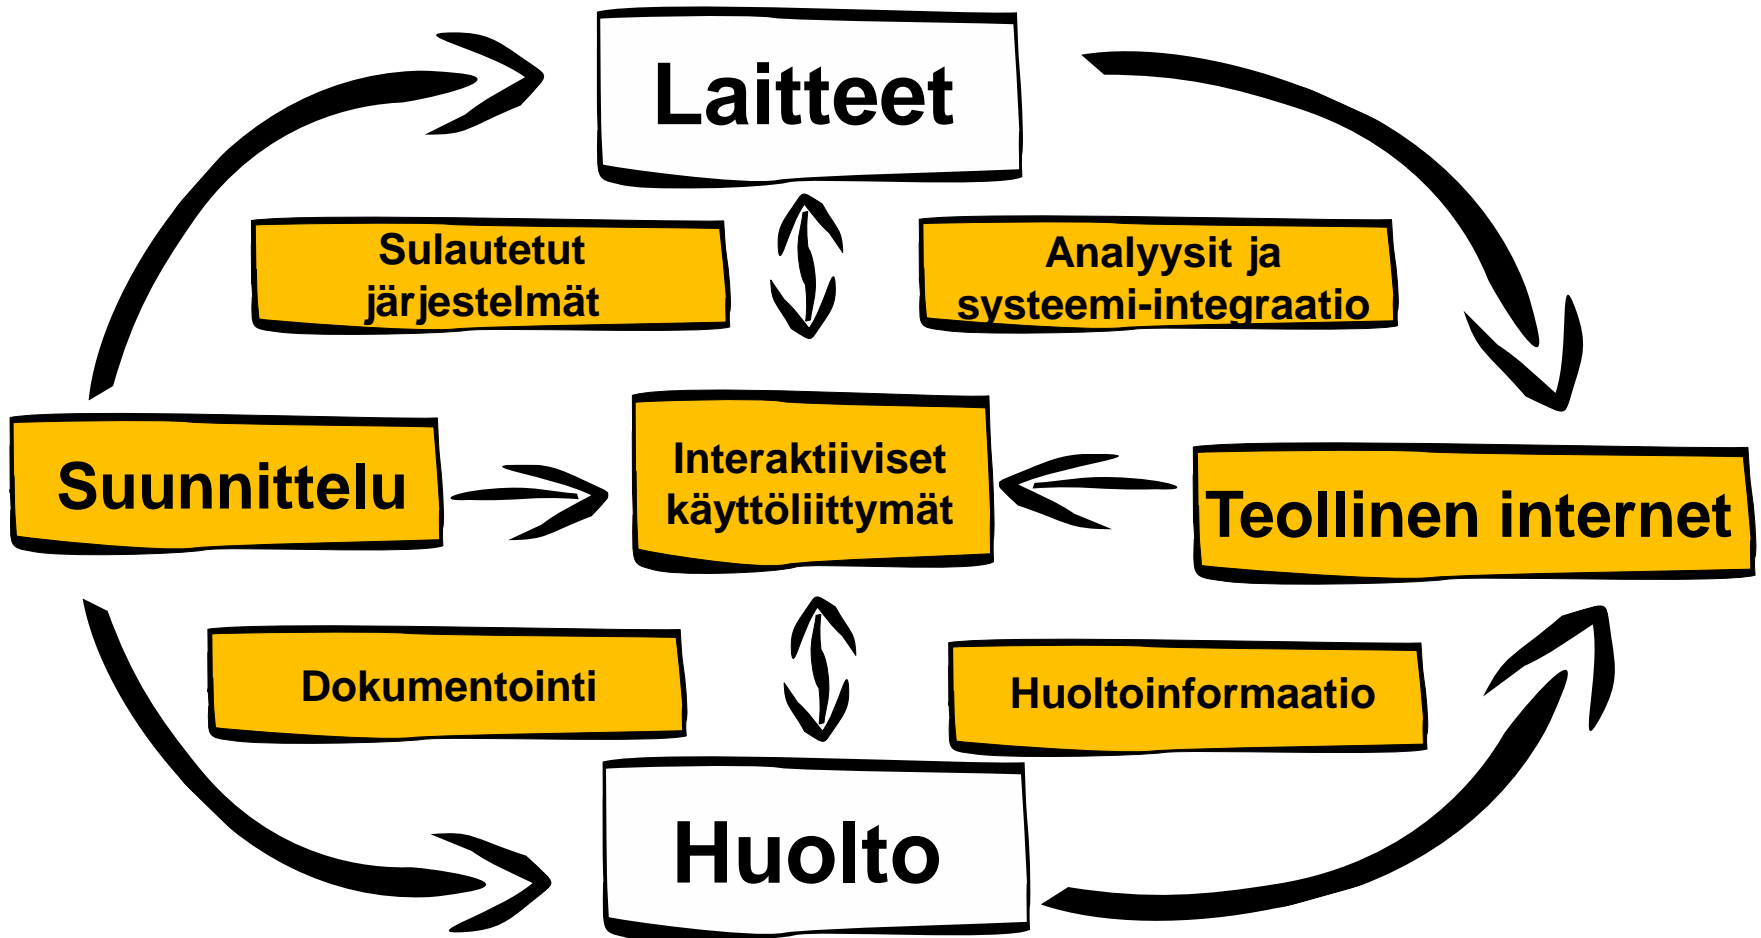 Laitteet
Sulautetut
järjestelmät
Analyysit ja
systeemi-integraatio
Suunnittelu
Interaktiiviset
käyttöliittymät
Teollinen internet
Dokumentointi
Huoltoinformaatio
Huolto